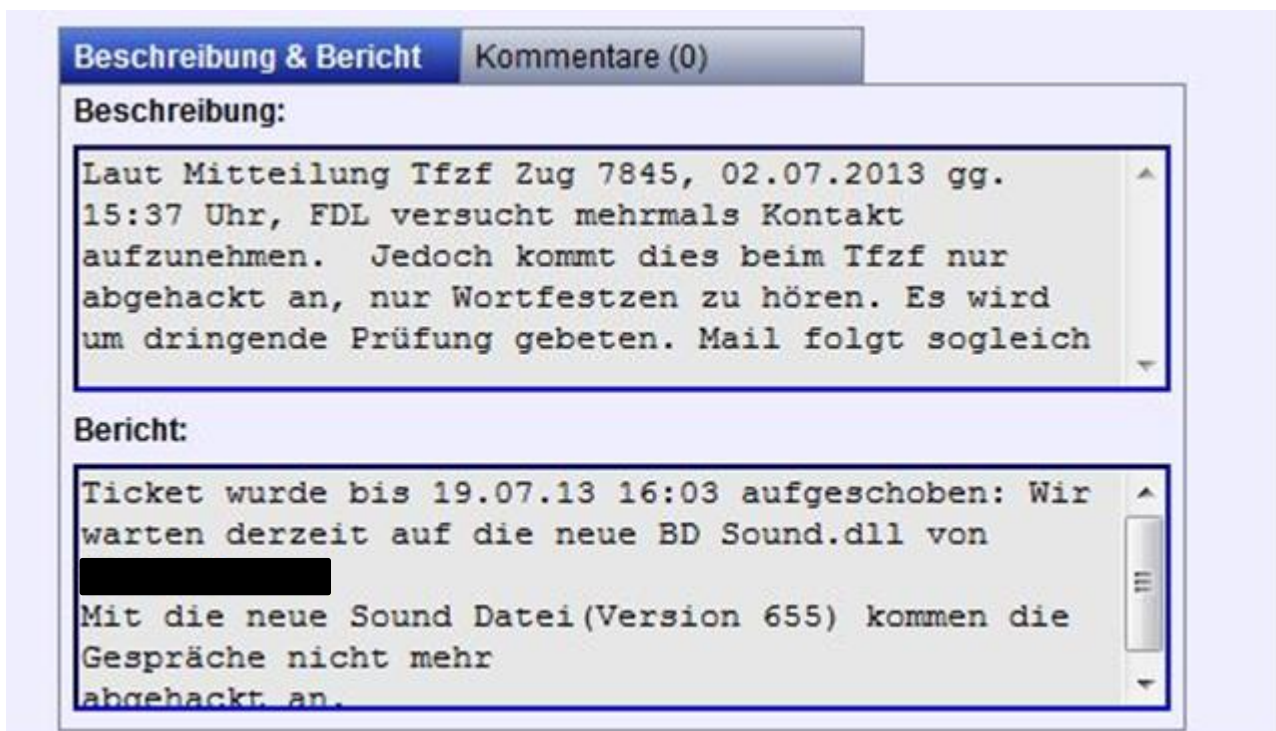 Beschreibung & Bericht Kommentare (0)
Beschreibung:
Laut Mitteilung Tfzf Zug 7845, 02.07.2013 gg.
15:37 Uhr, FDL versucht mehrmals Kontakt
aufzunehmen.  Jedoch kommt dies beim Tfzf nur
abgehackt an, nur Wortfestzen zu hören. Es wird
um dringende Prüfung gebeten. Mail folgt sogleich
Bericht:
Ticket wurde bis 19.07.13 16:03 aufgeschoben: Wir
warten derzeit auf die neue BD Sound.dll von
Mit die neue Sound Datei(Version 655) kommen die
Gespräche nicht mehr
abgehackt an.